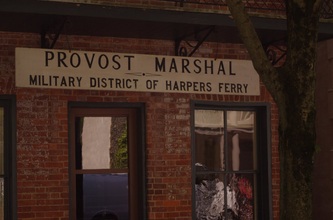 PROVOST MARSHAL
MILITARY DISTRICT OF HARPERS FERRY